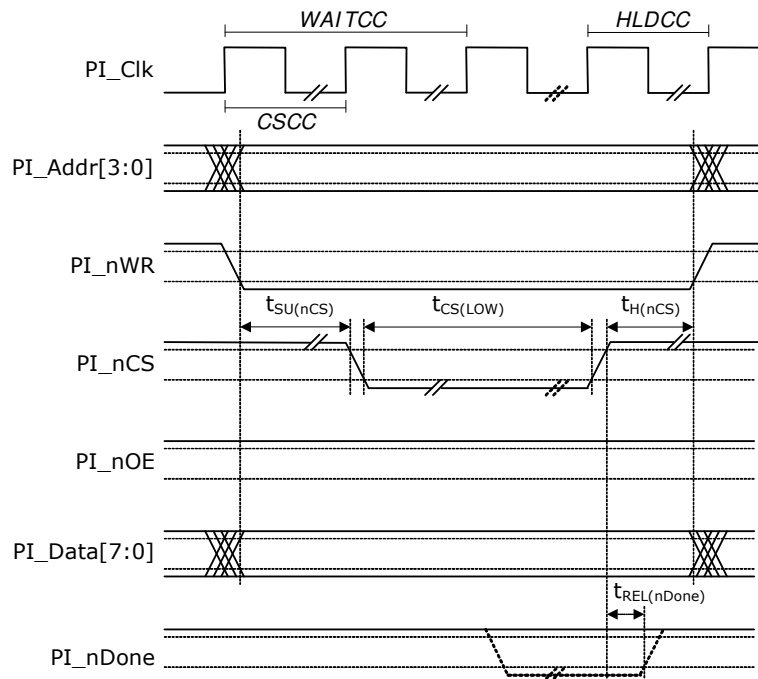 WAITCC HLDCC
PI_Clk
CSCC
PI_Addr[3:0]
PI_nWR
tSU(nCS) tCS(LOW) tH(nCS)
PI_nCS
PI_nOE
PI_Data[7:0]
tREL(nDone)
PI_nDone